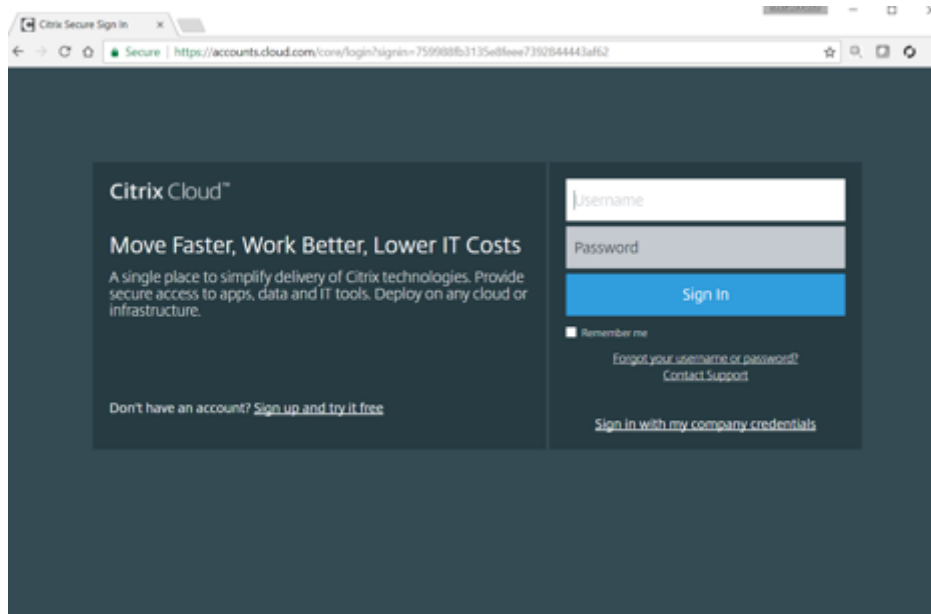 Citrix Secure Sign In
Secure | https://accounts.cloud.com/core/login?signin=759988fb3135e8feee7392844443af62
Citrix Cloud™
Move Faster, Work Better, Lower IT Costs
A single place to simplify delivery of Citrix technologies. Provide
secure access to apps, data and IT tools. Deploy on any cloud or
infrastructure.
Don't have an account? Sign up and try it free
Username
Password
Sign In
Remember me
Forgot your username or password?
Contact Support
Sign in with my company credentials